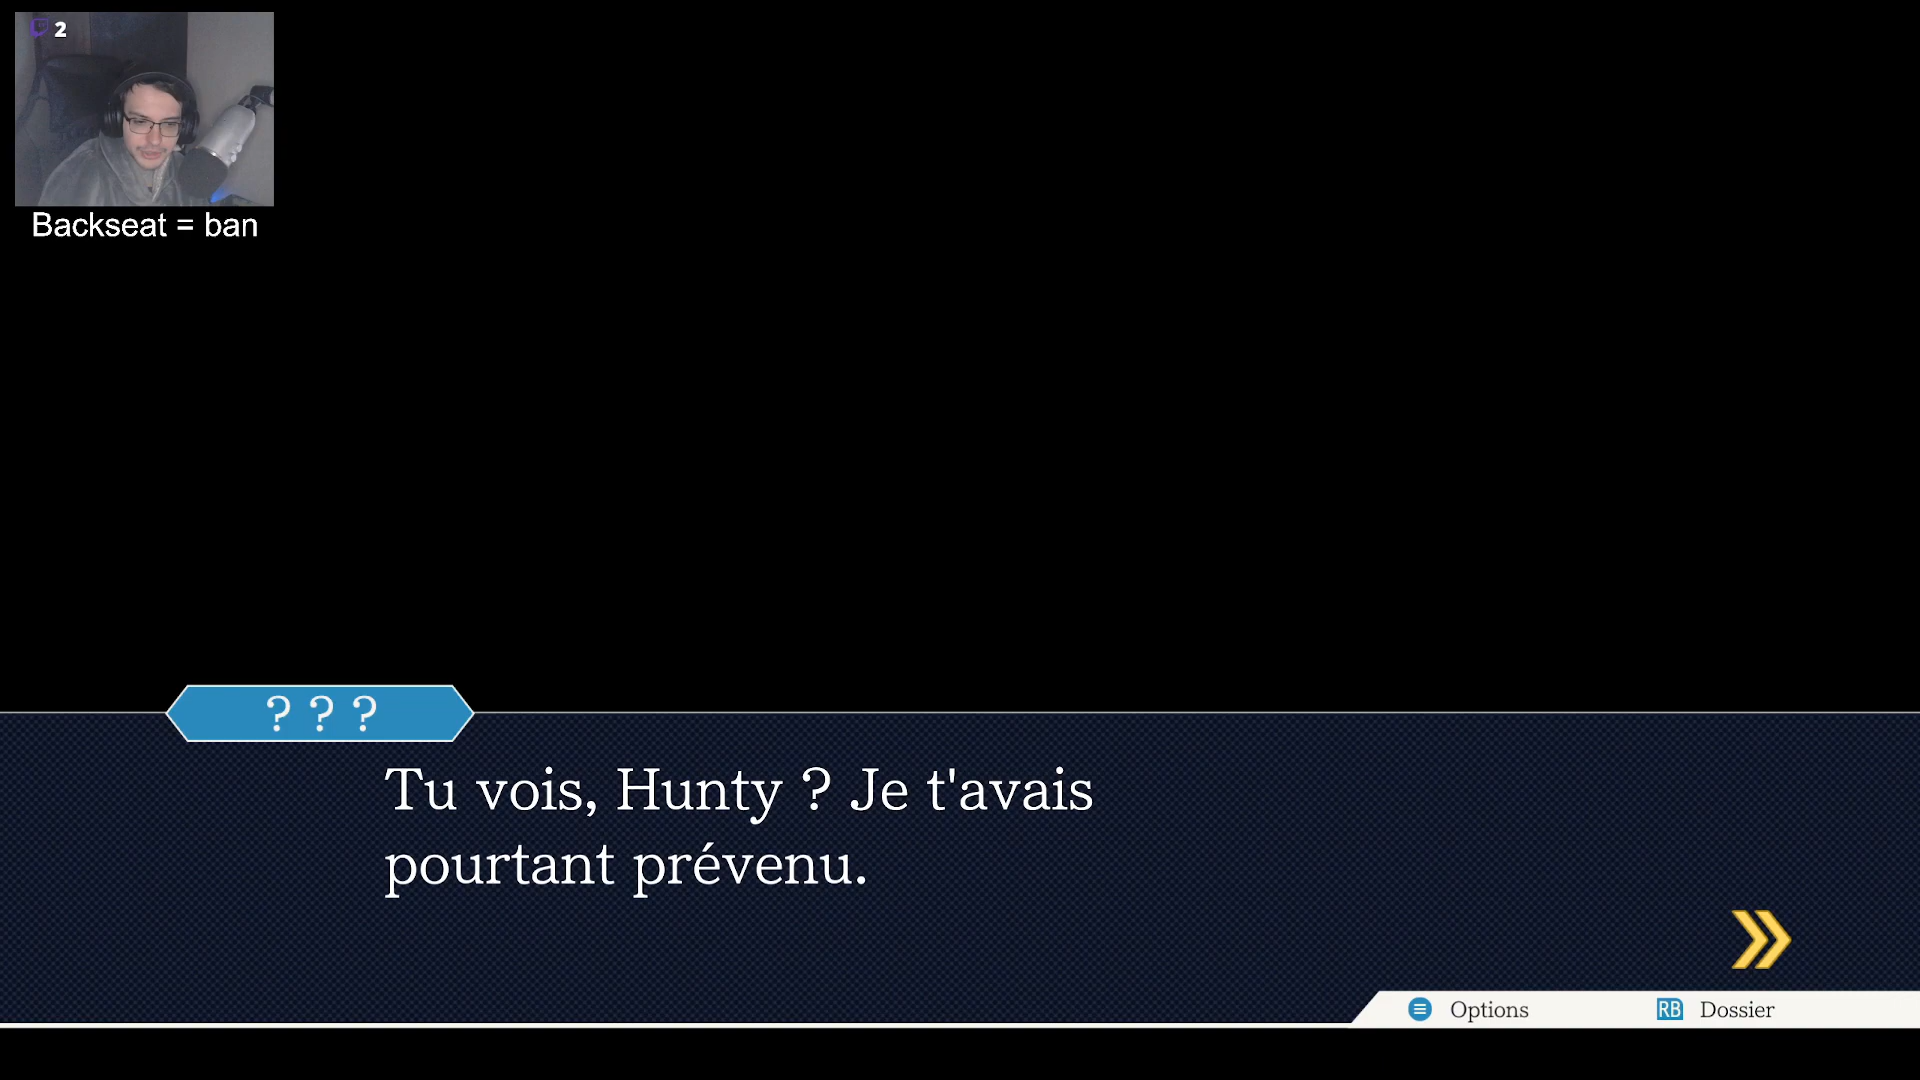 2
Backseat = ban
? ? ?
Tu vois, Hunty ? Je t'avais
pourtant prévenu.
Options
RB Dossier